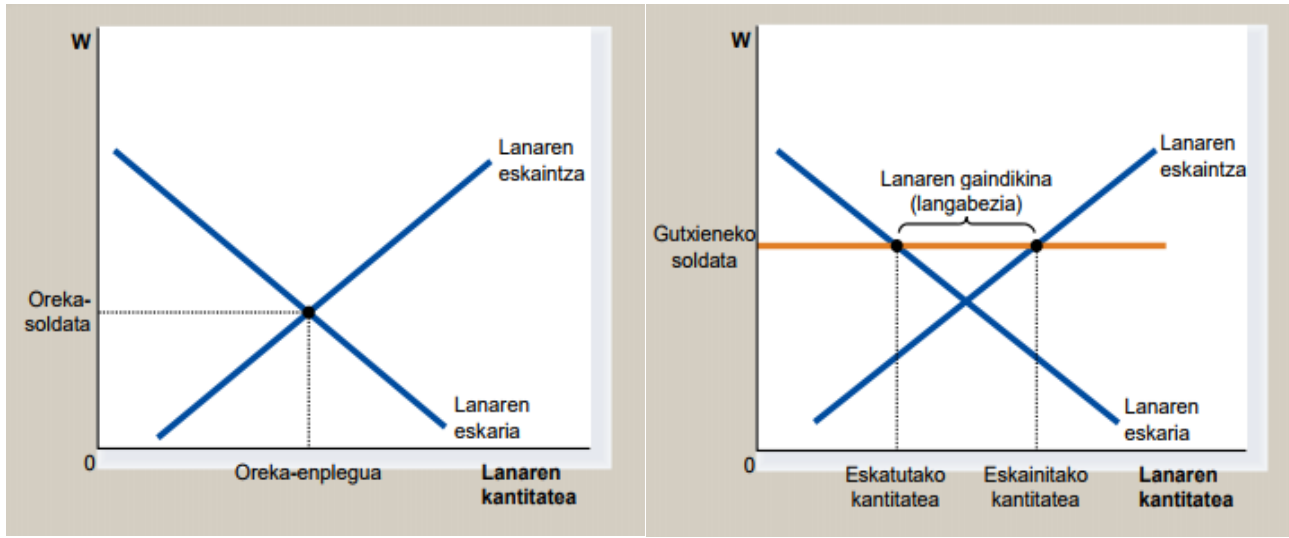 W
Lanaren
eskaintza
Oreka-
soldata
Lanaren
eskaria
0
Oreka-enplegua
Lanaren
kantitatea
W
Lanaren
eskaintza
Lanaren gaindikina
(langabezia)
Gutxieneko
soldata
Lanaren
eskaria
0
Eskatutako
kantitatea
Eskainitako
kantitatea
Lanaren
kantitatea